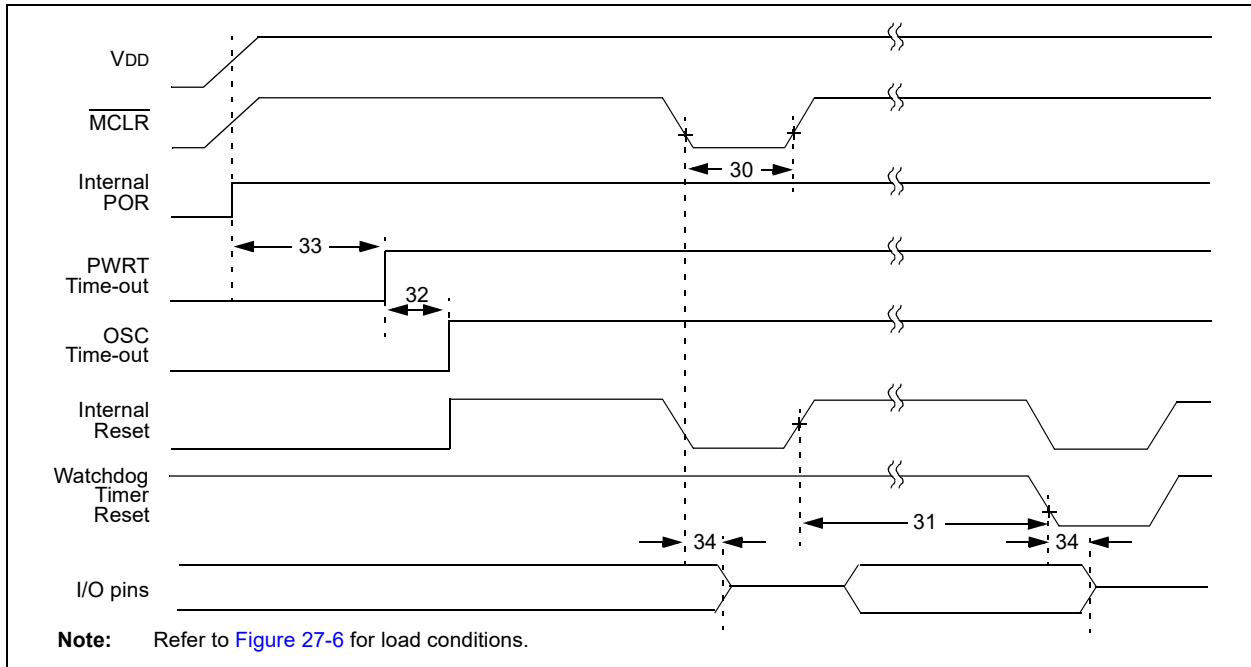 VDD
MCLR
30
Internal
POR
33
PWRT
Time-out
32
OSC
Time-out
Internal
Reset
Watchdog
Timer
Reset
31
34
34
I/O pins
Note: Refer to Figure 27-6 for load conditions.